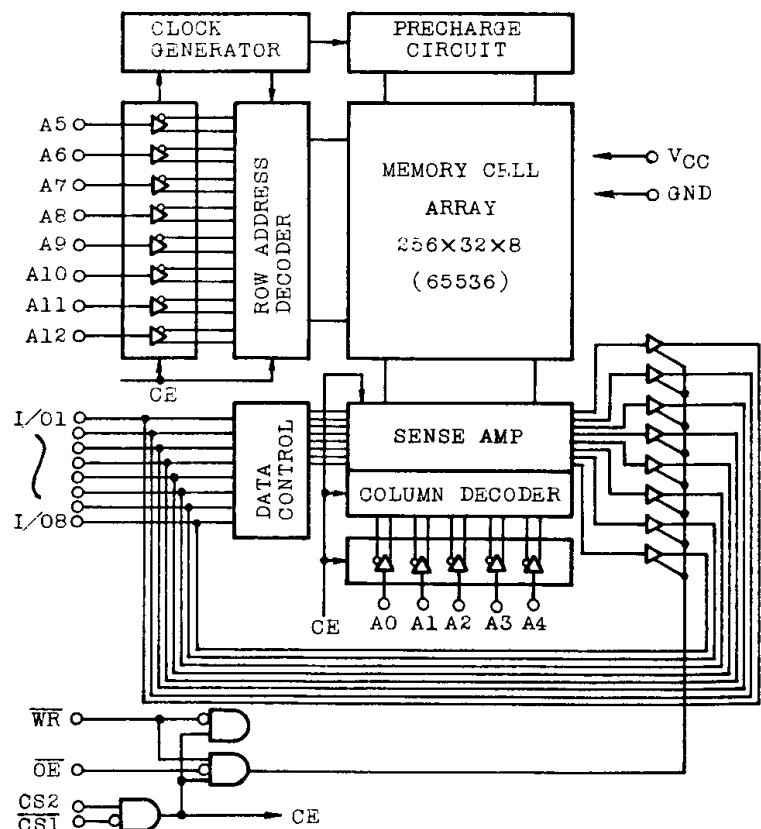 CLOCK
GENERATOR
PRECHARGE
CIRCUIT
A5
A6
A7
A8
A9
A10
A11
A12
ROW ADDRESS
DECODER
MEMORY CELL
ARRAY
256×32×8
(65536)
VCC
GND
CE
I/O1
I/O8
DATA
CONTROL
SENSE AMP
COLUMN DECODER
CE
A0 A1 A2 A3 A4
WR
OE
CS2
CS1
CE